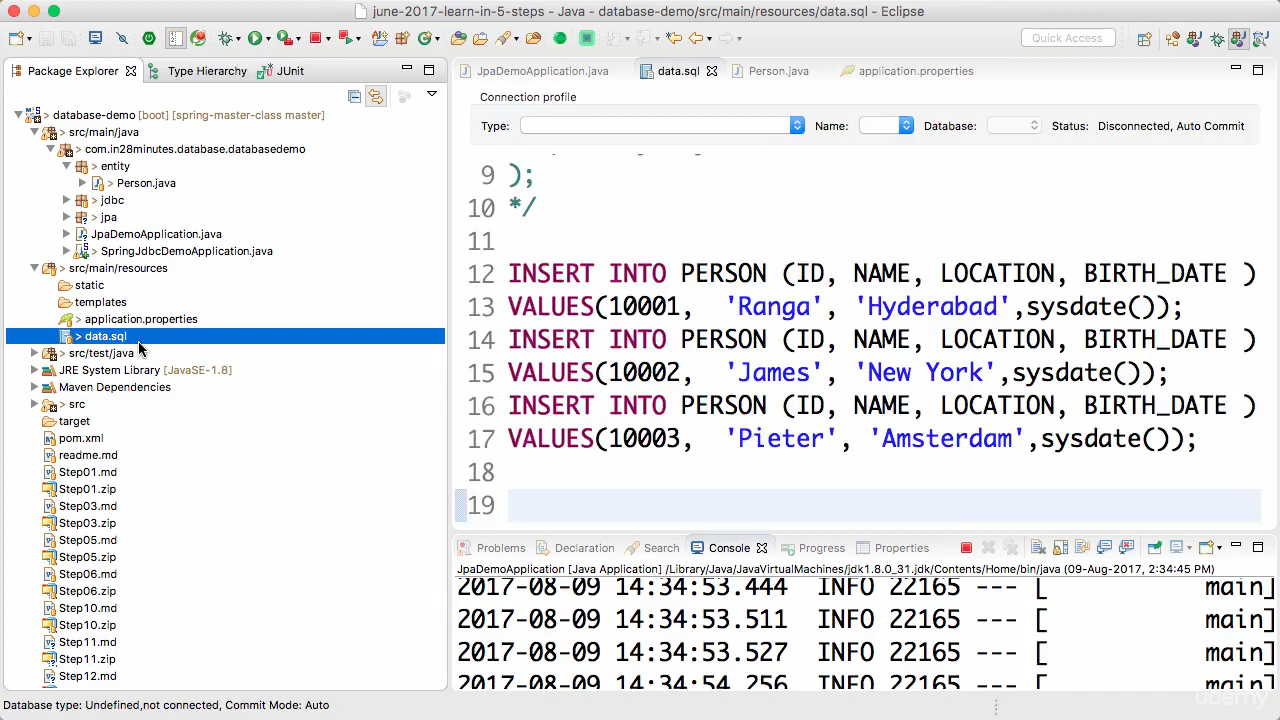 june-2017-learn-in-5-steps - Java - database-demo/src/main/resources/data.sql - Eclipse
Quick Access
Package Explorer
Type Hierarchy
JUnit
> database-demo [boot] [spring-master-class master]
> src/main/java
> com.in28minutes.database.databasedemo
> entity
> Person.java
> jdbc
> jpa
> JpaDemoApplication.java
> SpringJdbcDemoApplication.java
> src/main/resources
static
templates
> application.properties
> data.sql
> src/test/java
JRE System Library [JavaSE-1.8]
Maven Dependencies
> src
target
pom.xml
readme.md
Step01.md
Step01.zip
Step03.md
Step03.zip
Step05.md
Step05.zip
Step06.md
Step06.zip
Step10.md
Step10.zip
Step11.md
Step11.zip
Step12.md
JpaDemoApplication.java
data.sql
Person.java
application.properties
Connection profile
Type:
Name:
Database:
Status: Disconnected, Auto Commit
9 );
10 */
11
12 INSERT INTO PERSON (ID, NAME, LOCATION, BIRTH_DATE )
13 VALUES(10001,  'Ranga', 'Hyderabad',sysdate());
14 INSERT INTO PERSON (ID, NAME, LOCATION, BIRTH_DATE )
15 VALUES(10002,  'James', 'New York',sysdate());
16 INSERT INTO PERSON (ID, NAME, LOCATION, BIRTH_DATE )
17 VALUES(10003,  'Pieter', 'Amsterdam',sysdate());
18
19
Problems
Declaration
Search
Console
Progress
Properties
JpaDemoApplication [Java Application] /Library/Java/JavaVirtualMachines/jdk1.8.0_31.jdk/Contents/Home/bin/java (09-Aug-2017, 2:34:45 PM)
2017-08-09 14:34:53.444  INFO 22165 --- [           main]
2017-08-09 14:34:53.511  INFO 22165 --- [           main]
2017-08-09 14:34:53.527  INFO 22165 --- [           main]
2017-08-09 14:34:54.256  INFO 22165 --- [           main]
Database type: Undefined,not connected, Commit Mode: Auto
udemy